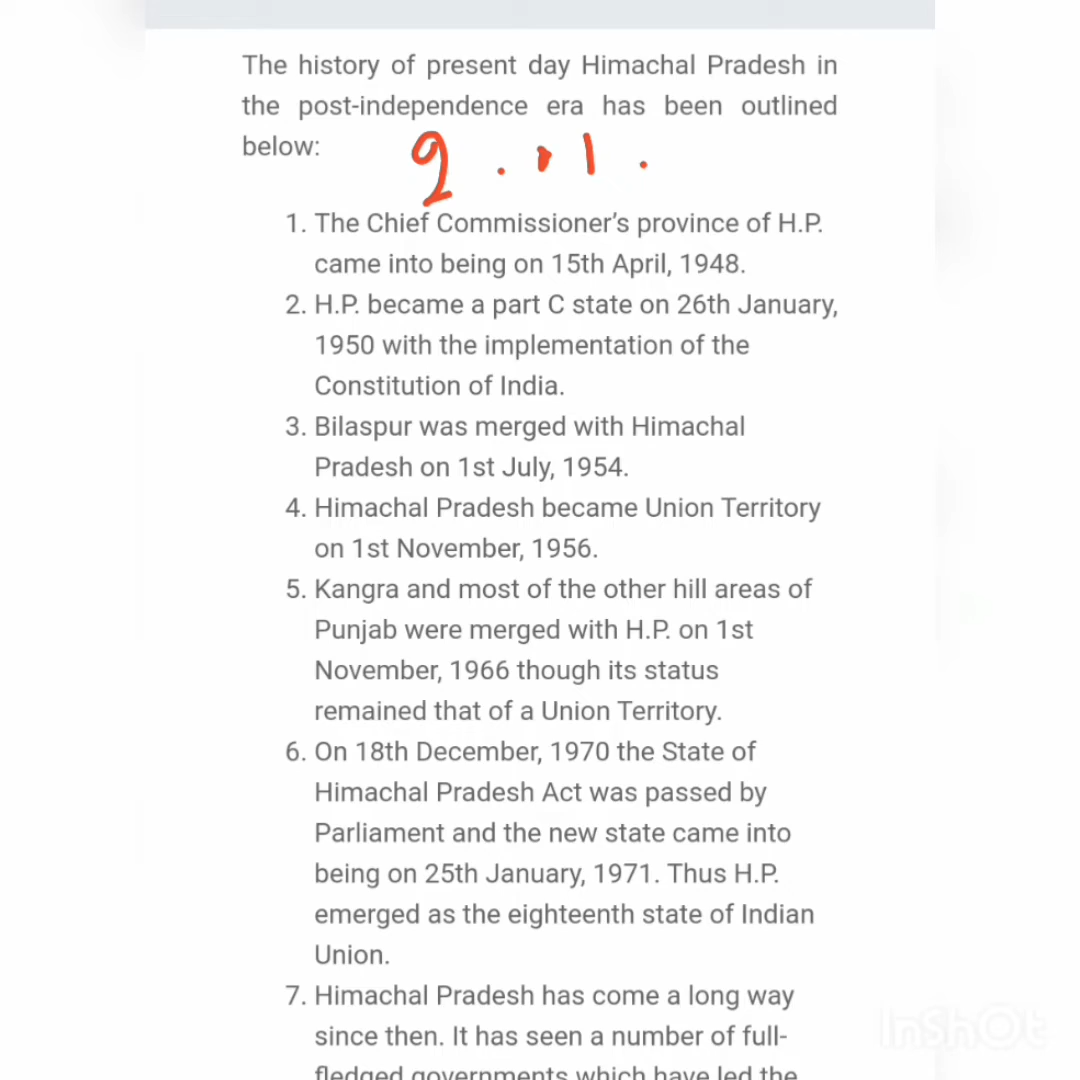 The history of present day Himachal Pradesh in
the post-independence era has been outlined
below:
1. The Chief Commissioner's province of H.P.
came into being on 15th April, 1948.
2. H.P. became a part C state on 26th January,
1950 with the implementation of the
Constitution of India.
3. Bilaspur was merged with Himachal
Pradesh on 1st July, 1954.
4. Himachal Pradesh became Union Territory
on 1st November, 1956.
5. Kangra and most of the other hill areas of
Punjab were merged with H.P. on 1st
November, 1966 though its status
remained that of a Union Territory.
6. On 18th December, 1970 the State of
Himachal Pradesh Act was passed by
Parliament and the new state came into
being on 25th January, 1971. Thus H.P.
emerged as the eighteenth state of Indian
Union.
7. Himachal Pradesh has come a long way
since then. It has seen a number of full-
fledged governments which have led the
InShOt